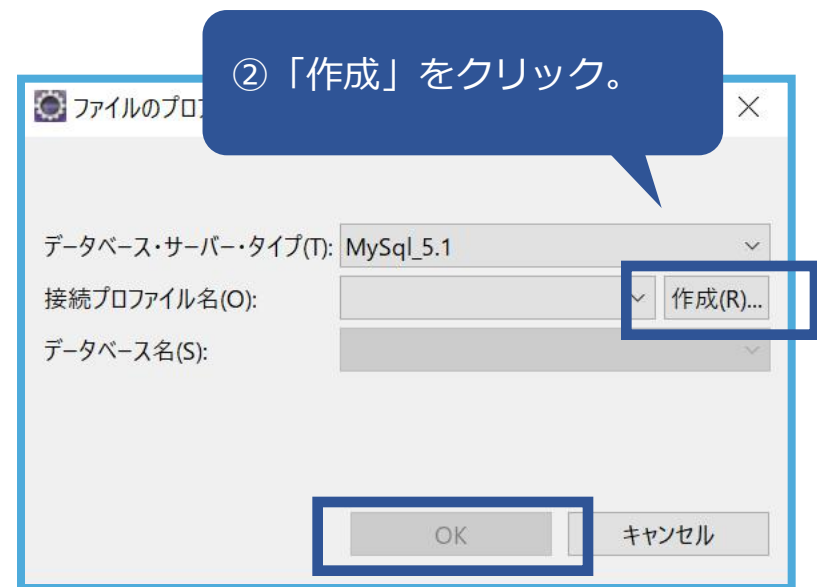 ②「作成」をクリック。
ファイルのプロ
データベース・サーバー・タイプ(T): MySql_5.1
接続プロファイル名(O): 作成(R)...
データベース名(S):
OK キャンセル